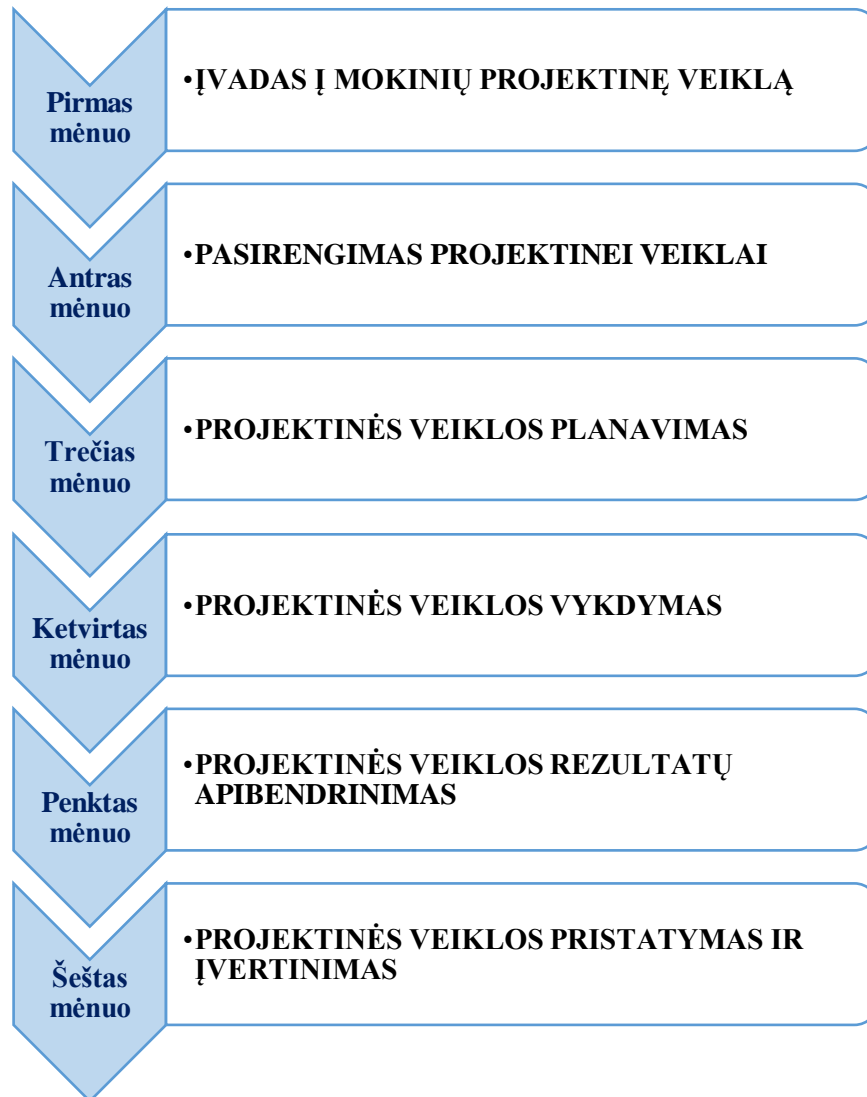 Pirmas
mėnuo
•ĮVADAS Į MOKINIŲ PROJEKTINĘ VEIKLĄ
Antras
mėnuo
•PASIRENGIMAS PROJEKTINEI VEIKLAI
Trečias
mėnuo
•PROJEKTINĖS VEIKLOS PLANAVIMAS
Ketvirtas
mėnuo
•PROJEKTINĖS VEIKLOS VYKDYMAS
Penktas
mėnuo
•PROJEKTINĖS VEIKLOS REZULTATŲ
APIBENDRINIMAS
Šeštas
mėnuo
•PROJEKTINĖS VEIKLOS PRISTATYMAS IR
ĮVERTINIMAS